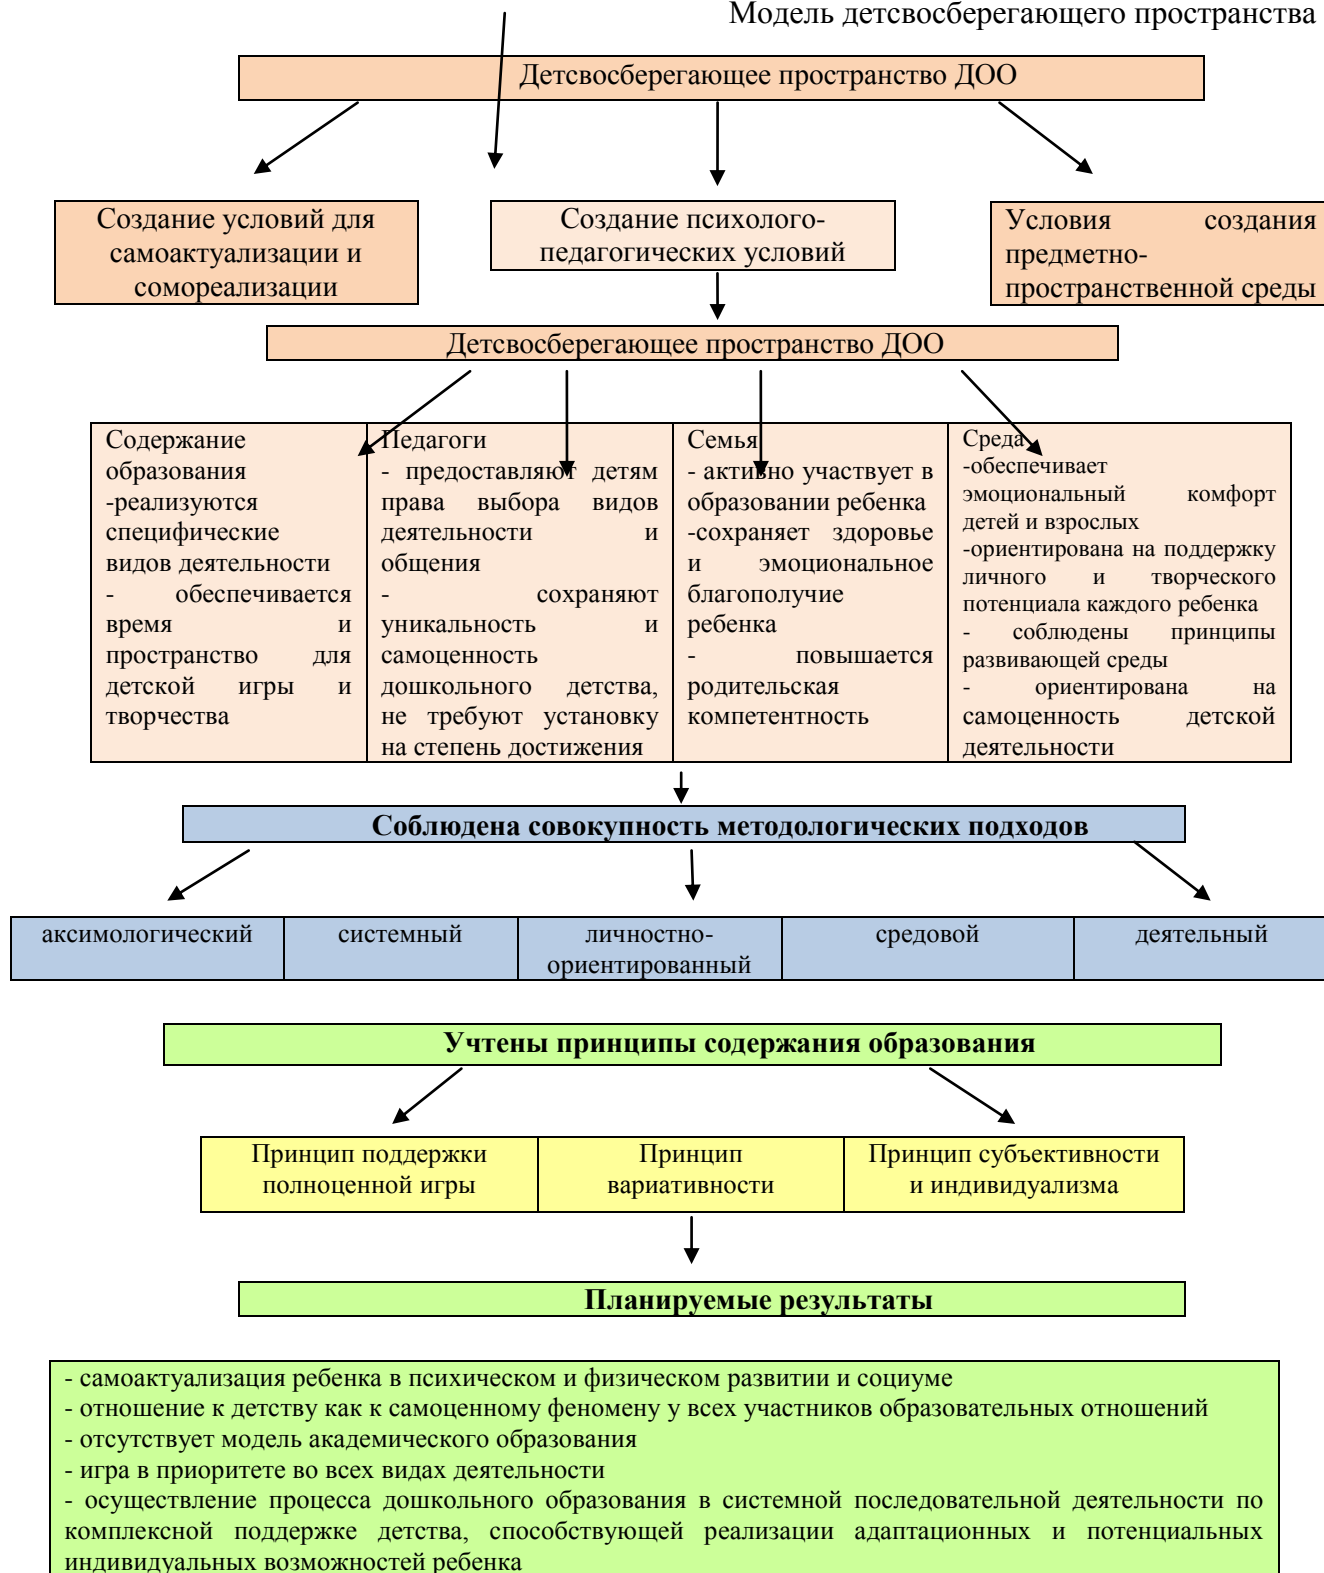 Модель детсвосберегающего пространства
Детсвосберегающее пространство ДОО
Создание условий для
самоактуализации и
сомореализации
Создание психолого-
педагогических условий
Условия создания
предметно-
пространственной среды
Детсвосберегающее пространство ДОО
Содержание
образования
-реализуются
специфические
видов деятельности
- обеспечивается
время и
пространство для
детской игры и
творчества
Педагоги
- предоставляют детям
права выбора видов
деятельности и
общения
- сохраняют
уникальность и
самоценность
дошкольного детства,
не требуют установку
на степень достижения
Семья
- активно участвует в
образовании ребенка
-сохраняет здоровье
и эмоциональное
благополучие
ребенка
- повышается
родительская
компетентность
Среда
-обеспечивает
эмоциональный комфорт
детей и взрослых
-ориентирована на поддержку
личного и творческого
потенциала каждого ребенка
- соблюдены принципы
развивающей среды
- ориентирована на
самоценность детской
деятельности
Соблюдена совокупность методологических подходов
аксимологический
системный
личностно-
ориентированный
средовой
деятельный
Учтены принципы содержания образования
Принцип поддержки
полноценной игры
Принцип
вариативности
Принцип субъективности
и индивидуализма
Планируемые результаты
- самоактуализация ребенка в психическом и физическом развитии и социуме
- отношение к детству как к самоценному феномену у всех участников образовательных отношений
- отсутствует модель академического образования
- игра в приоритете во всех видах деятельности
- осуществление процесса дошкольного образования в системной последовательной деятельности по
комплексной поддержке детства, способствующей реализации адаптационных и потенциальных
индивидуальных возможностей ребенка